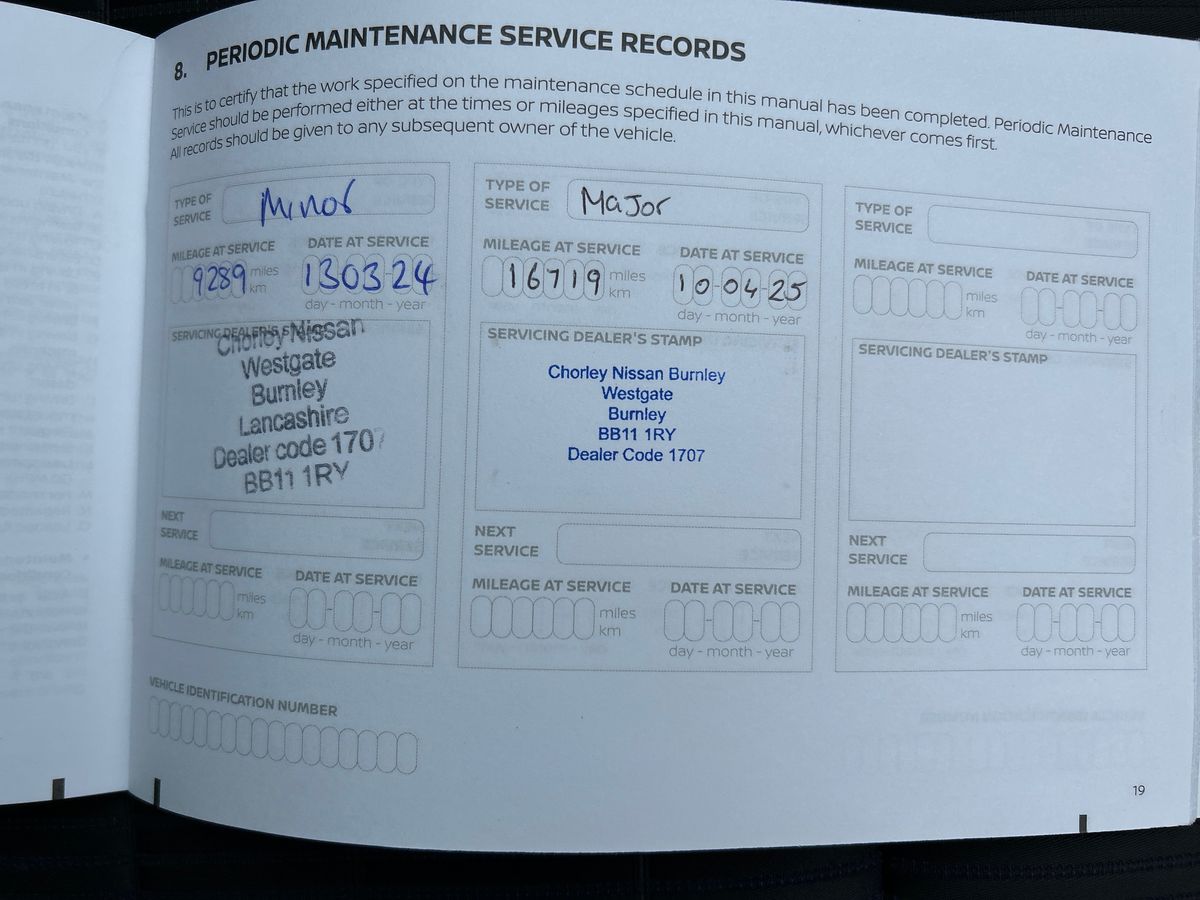 8. PERIODIC MAINTENANCE SERVICE RECORDS
This is to certify that the work specified on the maintenance schedule in this manual has been completed. Periodic Maintenance
Service should be performed either at the times or mileages specified in this manual, whichever comes first.
All records should be given to any subsequent owner of the vehicle.
TYPE OF
SERVICE
Minor
MILEAGE AT SERVICE
DATE AT SERVICE
9289 miles
km
13 03 - 24
day - month - year
SERVICING DEALER'S
Chorley Nissan
Westgate
Burnley
Lancashire
Dealer code 1707
BB11 1RY
NEXT
SERVICE
MILEAGE AT SERVICE
DATE AT SERVICE
miles
km
day - month - year
TYPE OF
SERVICE
Major
MILEAGE AT SERVICE
DATE AT SERVICE
16719 miles
km
10-04-25
day - month - year
SERVICING DEALER'S STAMP
Chorley Nissan Burnley
Westgate
Burnley
BB11 1RY
Dealer Code 1707
NEXT
SERVICE
MILEAGE AT SERVICE
DATE AT SERVICE
miles
km
day - month - year
TYPE OF
SERVICE
MILEAGE AT SERVICE
DATE AT SERVICE
miles
km
day - month - year
SERVICING DEALER'S STAMP
NEXT
SERVICE
MILEAGE AT SERVICE
DATE AT SERVICE
miles
km
day - month - year
VEHICLE IDENTIFICATION NUMBER
19